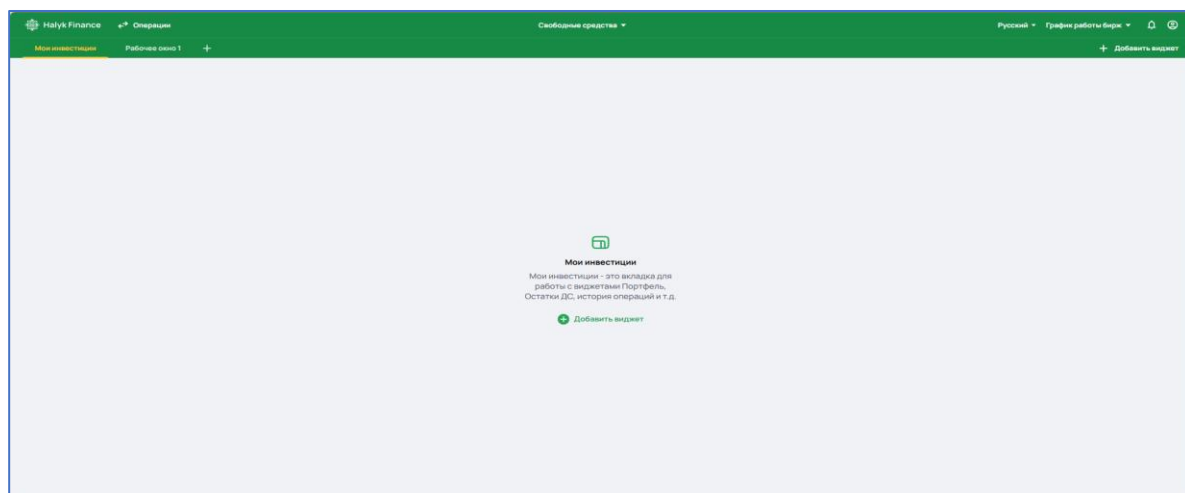 Halyk Finance Операции Свободные средства Русский График работы бирж
Мои инвестиции Рабочее окно 1 + + Добавить виджет
Мои инвестиции
Мои инвестиции - это вкладка для
работы с виджетами Портфель,
Остатки ДС, история операций и т.д.
Добавить виджет